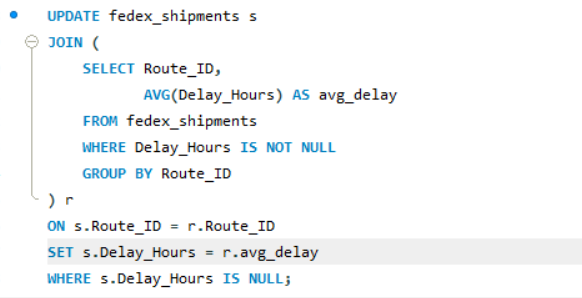 UPDATE fedex_shipments s
JOIN (
    SELECT Route_ID,
           AVG(Delay_Hours) AS avg_delay
    FROM fedex_shipments
    WHERE Delay_Hours IS NOT NULL
    GROUP BY Route_ID
) r
ON s.Route_ID = r.Route_ID
SET s.Delay_Hours = r.avg_delay
WHERE s.Delay_Hours IS NULL;